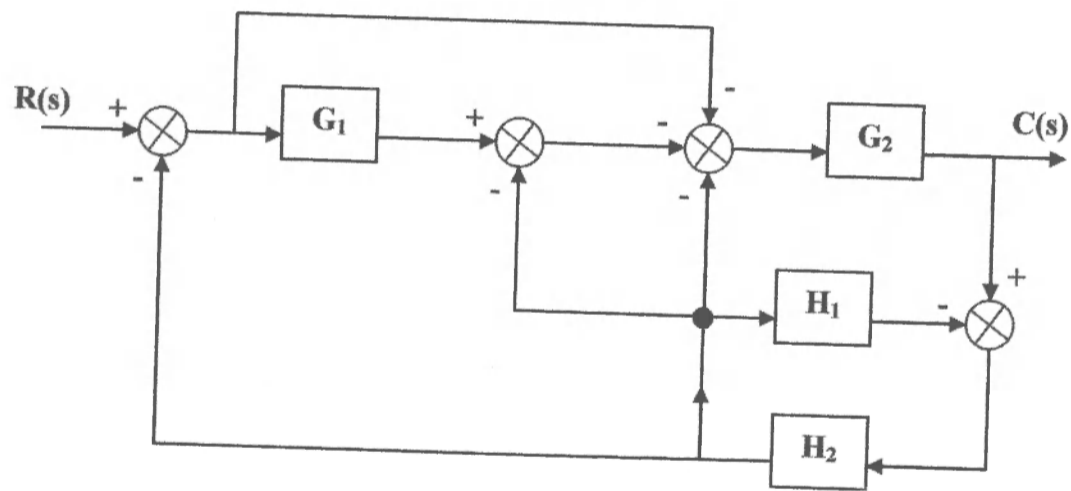 R(s)
+
-
G₁
+
-
-
-
-
G₂
C(s)
+
-
H₁
H₂